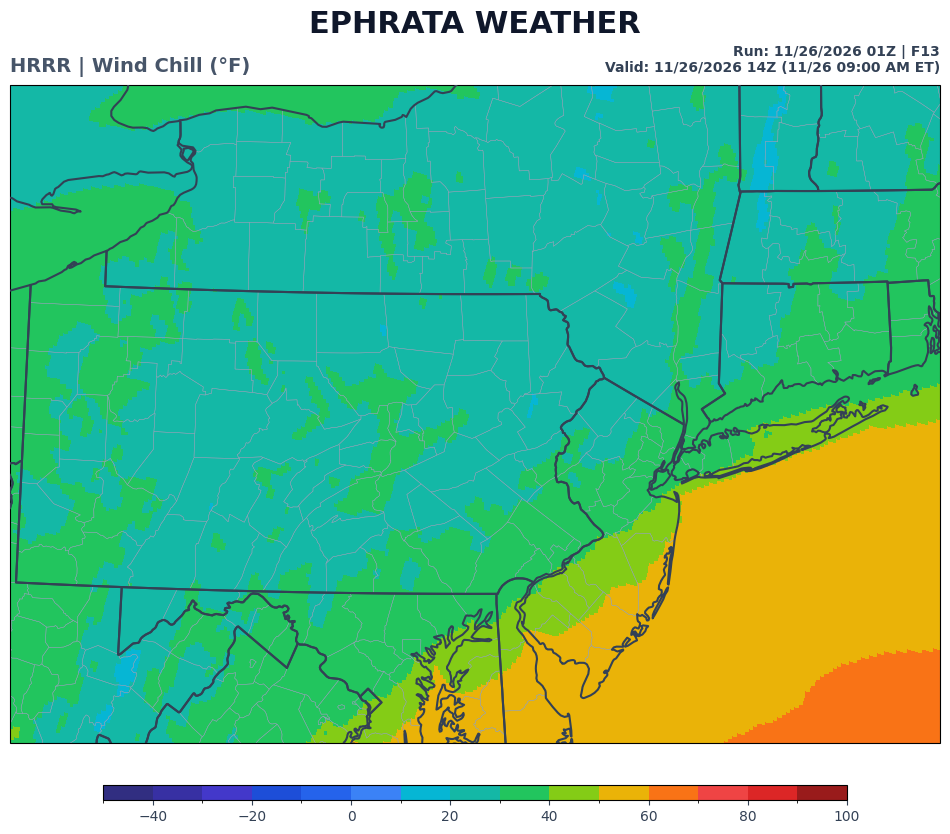 EPHRATA WEATHER
HRRR | Wind Chill (°F)
Run: 11/26/2026 01Z | F13
Valid: 11/26/2026 14Z (11/26 09:00 AM ET)
−40 −20 0 20 40 60 80 100